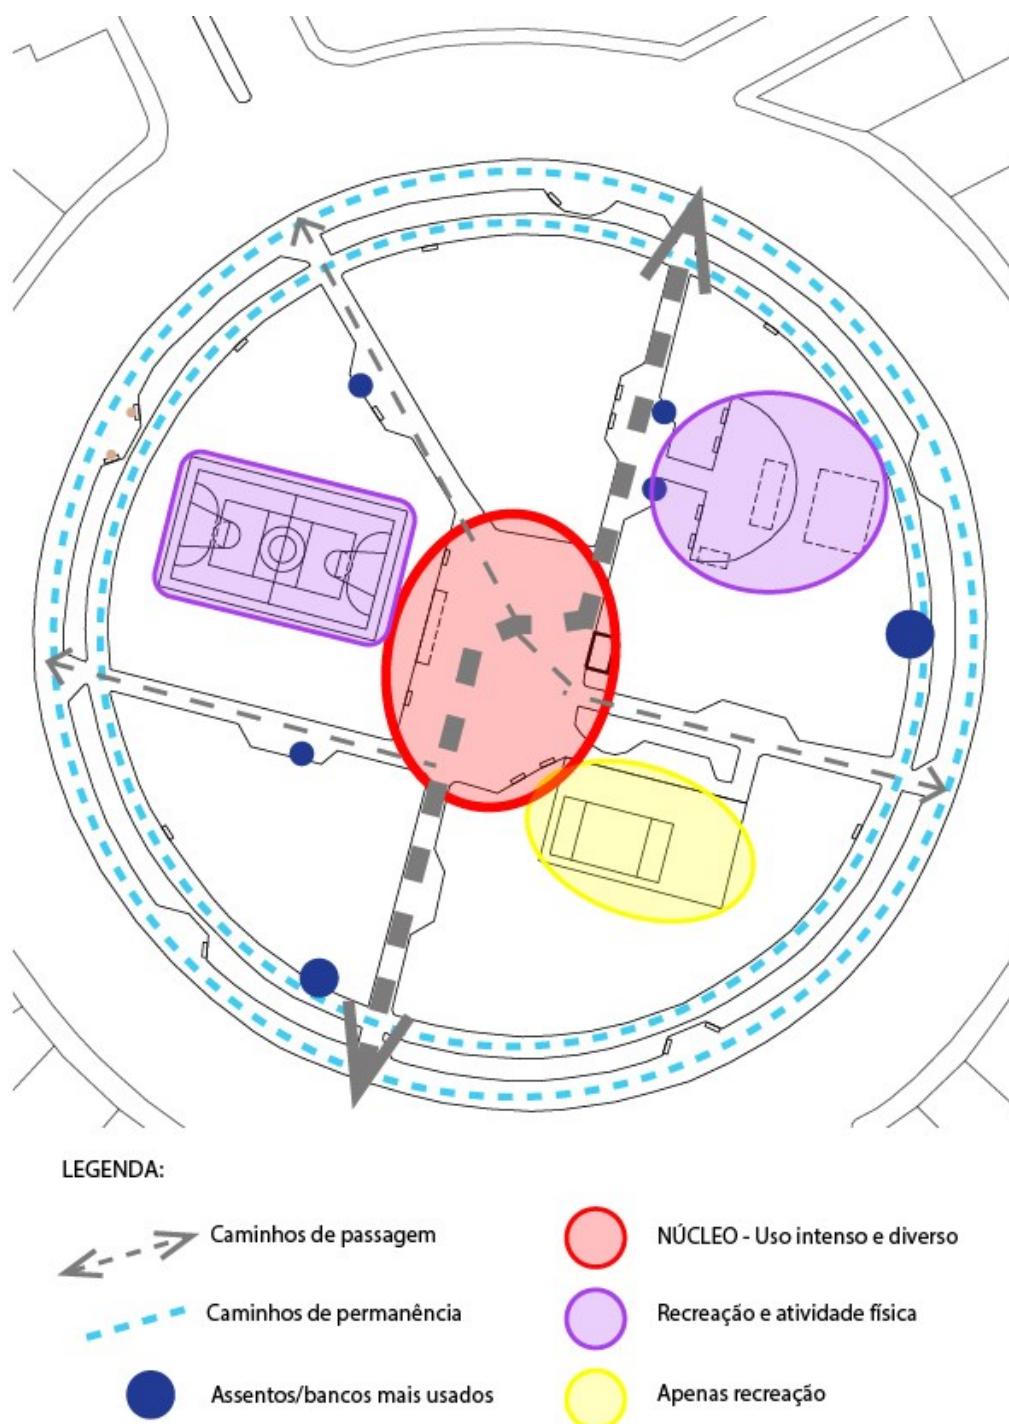 LEGENDA:
Caminhos de passagem
NÚCLEO - Uso intenso e diverso
Caminhos de permanência
Recreação e atividade física
Assentos/bancos mais usados
Apenas recreação